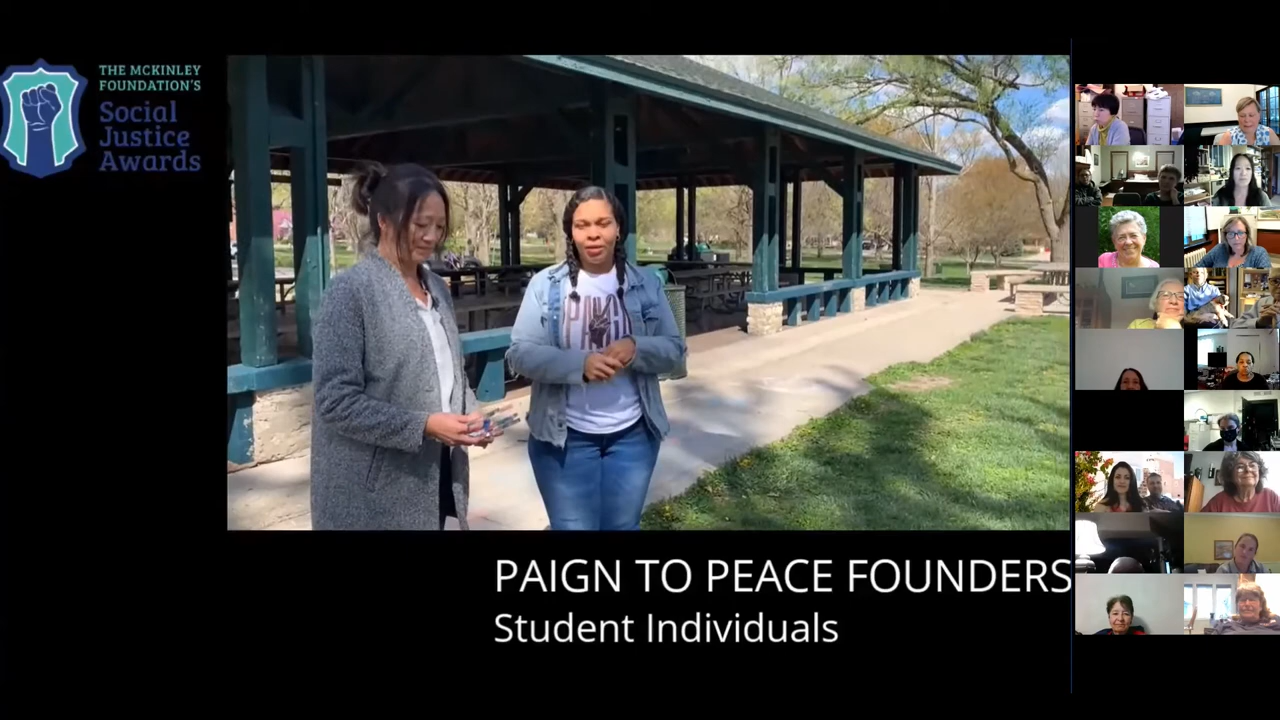 THE MCKINLEY
FOUNDATION'S
Social
Justice
Awards
PAIGN TO PEACE FOUNDERS
Student Individuals